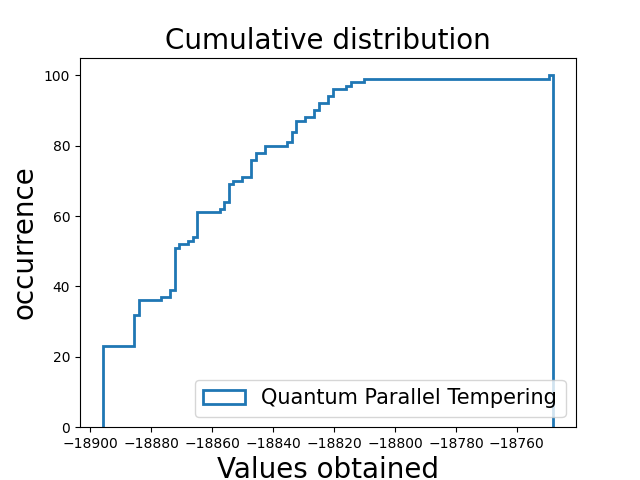 Cumulative distribution
100
80
60
40
20
0
occurrence
Quantum Parallel Tempering
−18900 −18880 −18860 −18840 −18820 −18800 −18780 −18760
Values obtained